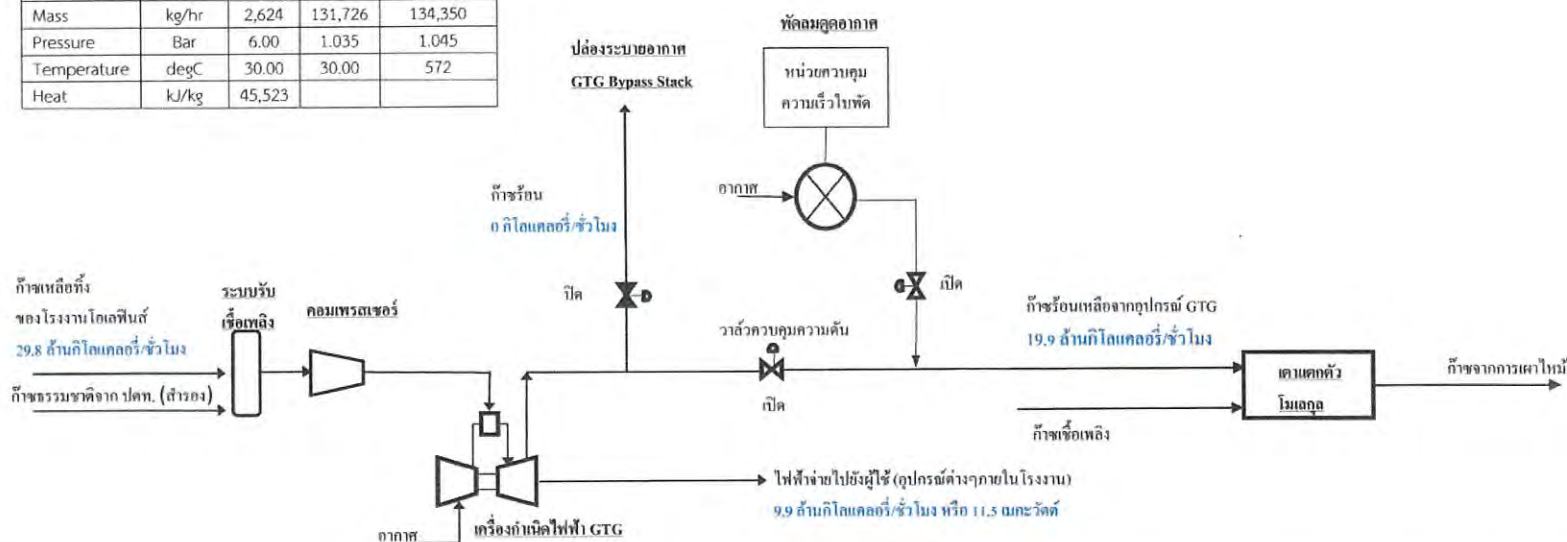 Mass kg/hr 2,624 131,726 134,350
Pressure Bar 6.00 1.035 1.045
Temperature degC 30.00 30.00 572
Heat kJ/kg 45,523
พัดลมดูดอากาศ
หน่วยควบคุม
ความเร็วใบพัด
ปล่องระบายอากาศ
GTG Bypass Stack
ก๊าซร้อน
0 กิโลแคลอรี่/ชั่วโมง
อากาศ
ปิด
เปิด
ก๊าซเหลือทิ้ง
ของโรงงานโอเลฟินส์
29.8 ล้านกิโลแคลอรี่/ชั่วโมง
ก๊าซธรรมชาติจาก ปตท. (สำรอง)
ระบบรับ
เชื้อเพลิง
คอมเพรสเซอร์
วาล์วควบคุมความดัน
เปิด
ก๊าซร้อนเหลือจากอุปกรณ์ GTG
19.9 ล้านกิโลแคลอรี่/ชั่วโมง
เตาแตกตัว
โมเลกุล
ก๊าซจากการเผาไหม้
ก๊าซเชื้อเพลิง
ไฟฟ้าจ่ายไปยังผู้ใช้ (อุปกรณ์ต่างๆภายในโรงงาน)
9.9 ล้านกิโลแคลอรี่/ชั่วโมง หรือ 11.5 เมกะวัตต์
อากาศ
เครื่องกำเนิดไฟฟ้า GTG